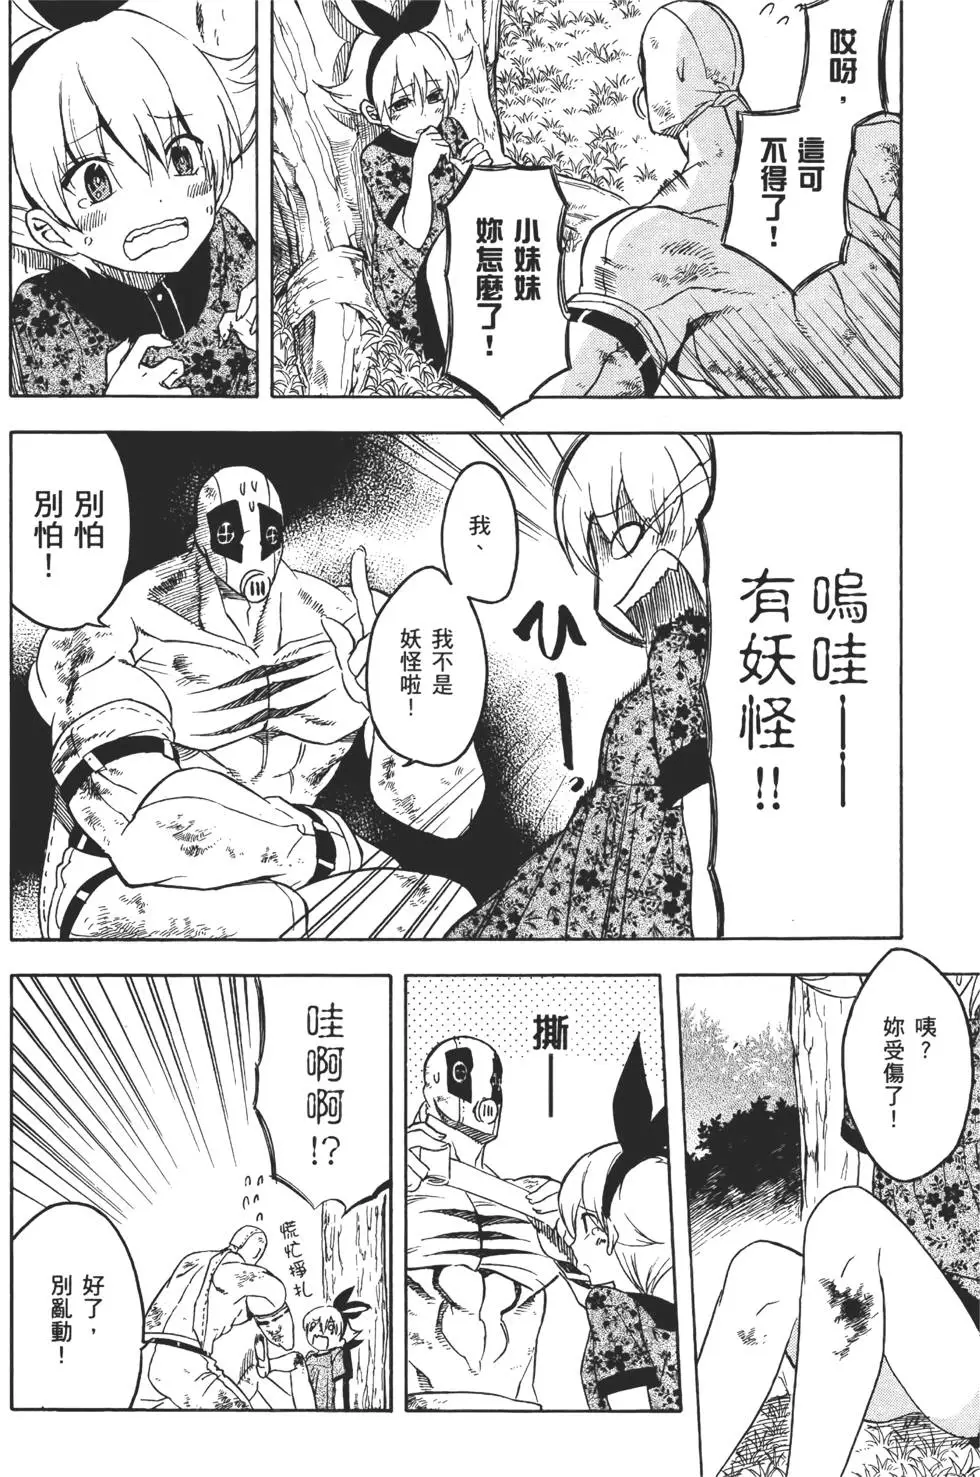 哎呀，
這可
不得了！
小妹妹
妳怎麼了！
嗚哇——
有妖怪!!
我、
我不是
妖怪啦！
別怕
別怕！
咦？
妳受傷了！
撕—
哇啊啊!?
慌忙掙扎
好了，
別亂動！